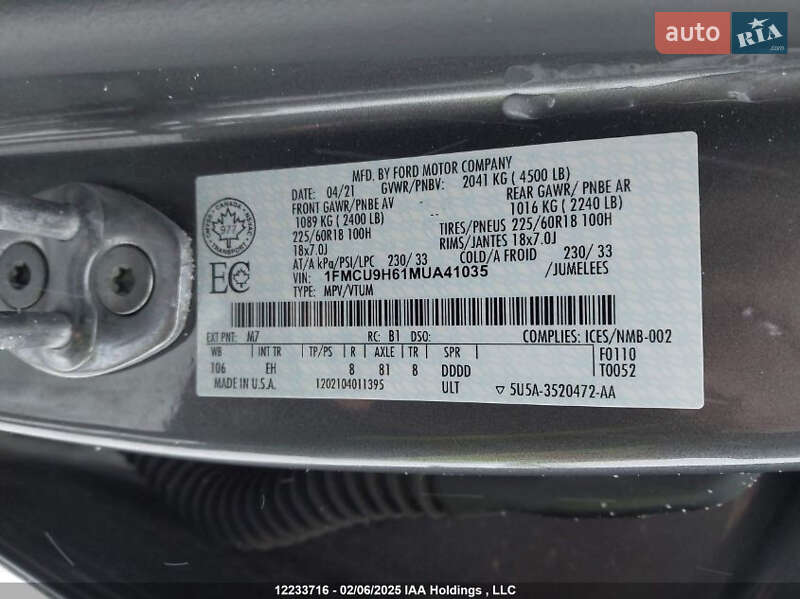 auto RIA
.com
MFD. BY FORD MOTOR COMPANY
DATE: 04/21 GVWR/PNBV: 2041 KG ( 4500 LB)
FRONT GAWR/PNBE AV -- REAR GAWR/ PNBE AR
1089 KG ( 2400 LB) 1016 KG ( 2240 LB)
225/60R18 100H TIRES/PNEUS 225/60R18 100H
18x7.0J RIMS/JANTES 18x7.0J
AT/A kPa/PSI/LPC 230/ 33 COLD/A FROID 230/ 33
VIN: 1FMCU9H61MUA41035 /JUMELEES
TYPE: MPV/VTUM
CANADA
977
TRANSPORT
EC
EXT PNT: M7 RC: B1 DSO: COMPLIES: ICES/NMB-002
WB INT TR TP/PS R AXLE TR SPR F0110
106 EH 8 81 8 DDDD T0052
MADE IN U.S.A. 1202104011395 ULT ▽ 5U5A-3520472-AA
12233716 - 02/06/2025 IAA Holdings , LLC